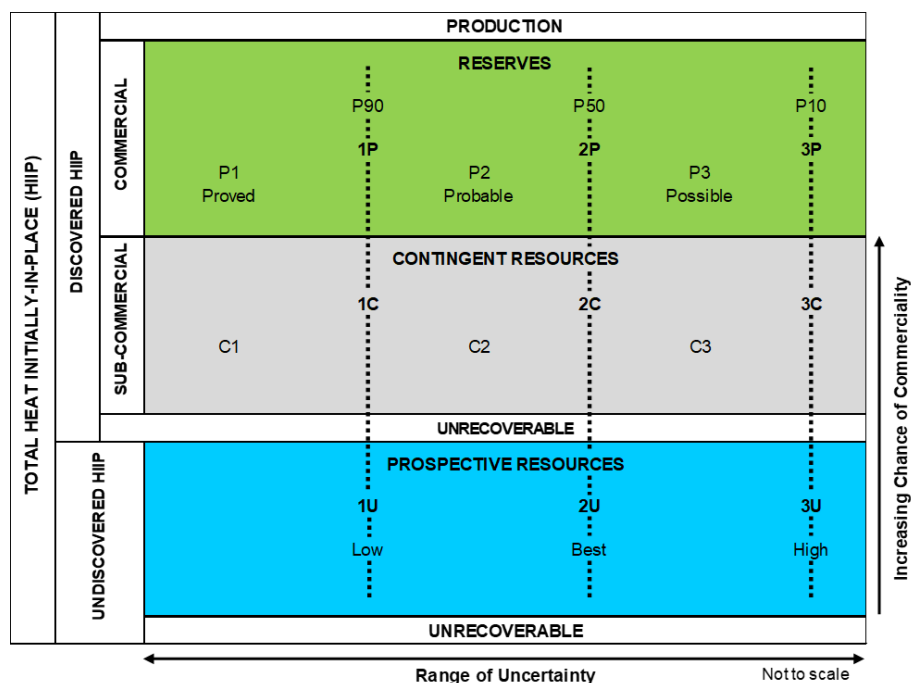 PRODUCTION
RESERVES
P90
P50
P10
1P
2P
3P
P1
Proved
P2
Probable
P3
Possible
CONTINGENT RESOURCES
1C
2C
3C
C1
C2
C3
UNRECOVERABLE
PROSPECTIVE RESOURCES
1U
2U
3U
Low
Best
High
UNRECOVERABLE
TOTAL HEAT INITIALLY-IN-PLACE (HIIP)
DISCOVERED HIIP
UNDISCOVERED HIIP
COMMERCIAL
SUB-COMMERCIAL
Increasing Chance of Commerciality
Range of Uncertainty
Not to scale